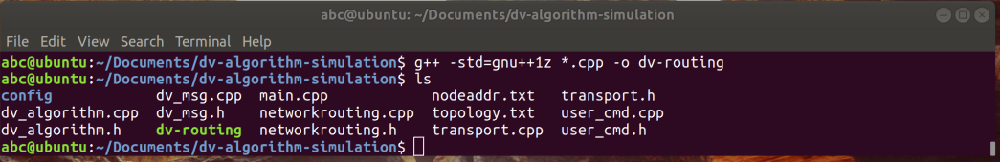 abc@ubuntu: ~/Documents/dv-algorithm-simulation
File Edit View Search Terminal Help
abc@ubuntu:~/Documents/dv-algorithm-simulation$ g++ -std=gnu++1z *.cpp -o dv-routing
abc@ubuntu:~/Documents/dv-algorithm-simulation$ ls
config dv_msg.cpp main.cpp nodeaddr.txt transport.h
dv_algorithm.cpp dv_msg.h networkrouting.cpp topology.txt user_cmd.cpp
dv_algorithm.h dv-routing networkrouting.h transport.cpp user_cmd.h
abc@ubuntu:~/Documents/dv-algorithm-simulation$